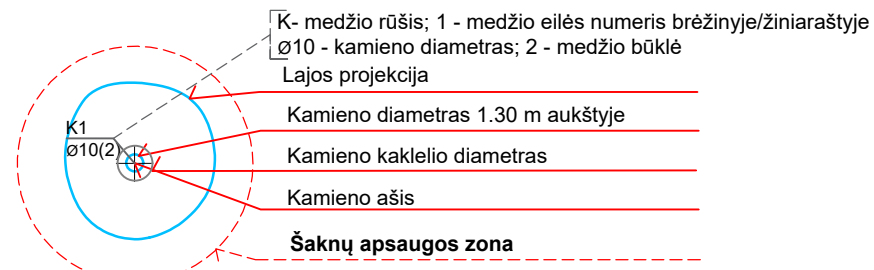 K- medžio rūšis; 1 - medžio eilės numeris brėžinyje/žiniaraštyje
Ø10 - kamieno diametras; 2 - medžio būklė
Lajos projekcija
Kamieno diametras 1.30 m aukštyje
K1
Ø10(2)
Kamieno kaklelio diametras
Kamieno ašis
Šaknų apsaugos zona